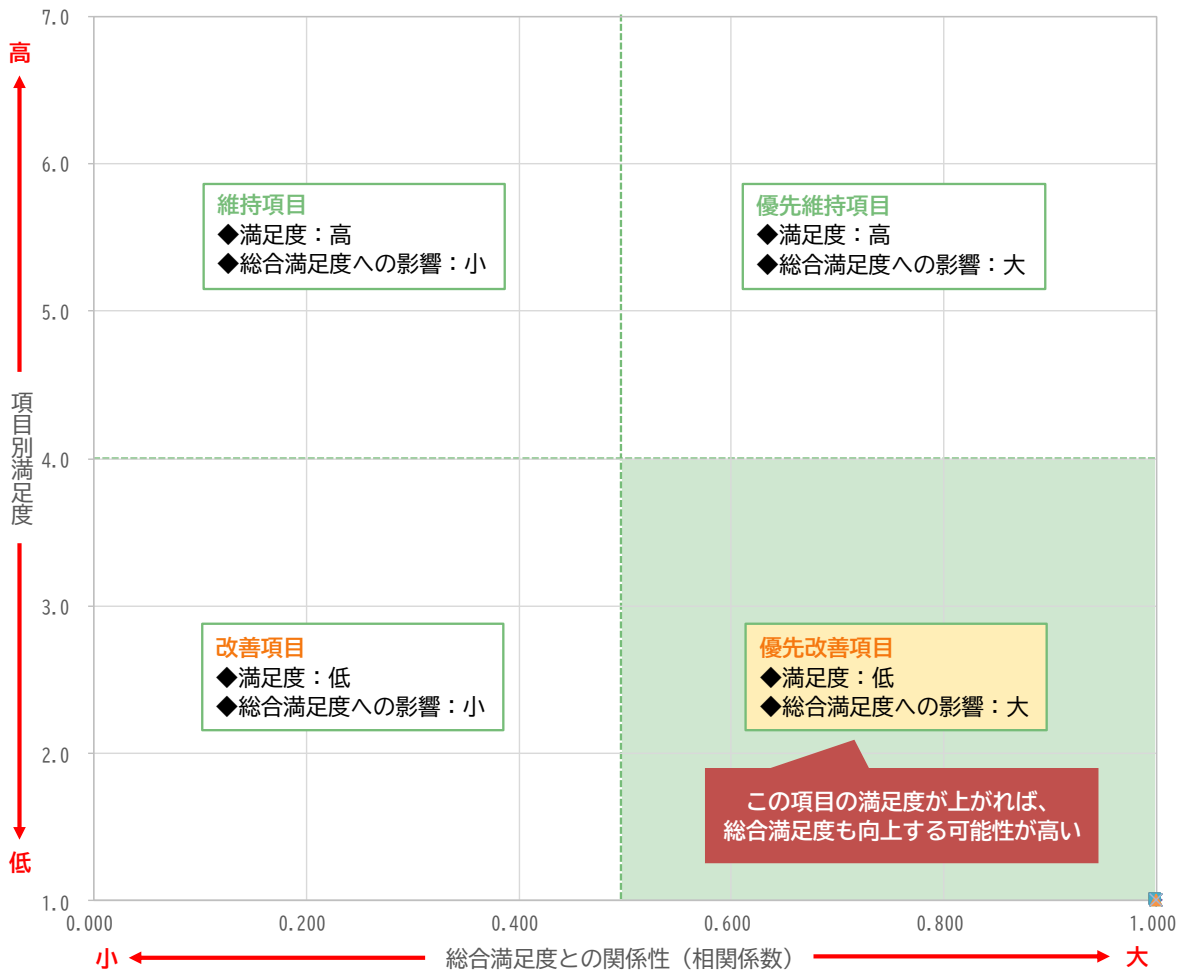 7.0
高
6.0
維持項目
◆満足度：高
◆総合満足度への影響：小
優先維持項目
◆満足度：高
◆総合満足度への影響：大
5.0
項目別満足度
4.0
3.0
改善項目
◆満足度：低
◆総合満足度への影響：小
優先改善項目
◆満足度：低
◆総合満足度への影響：大
2.0
この項目の満足度が上がれば、
総合満足度も向上する可能性が高い
低
1.0
0.000 0.200 0.400 0.600 0.800 1.000
小 総合満足度との関係性（相関係数） 大